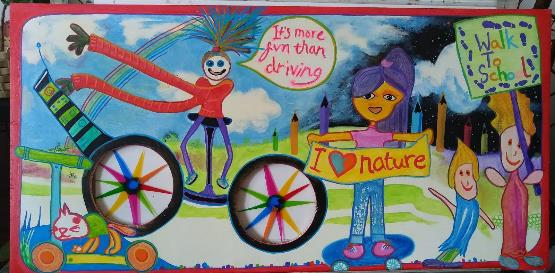 It's more
fun than
driving
I ❤ nature
Walk
To
School